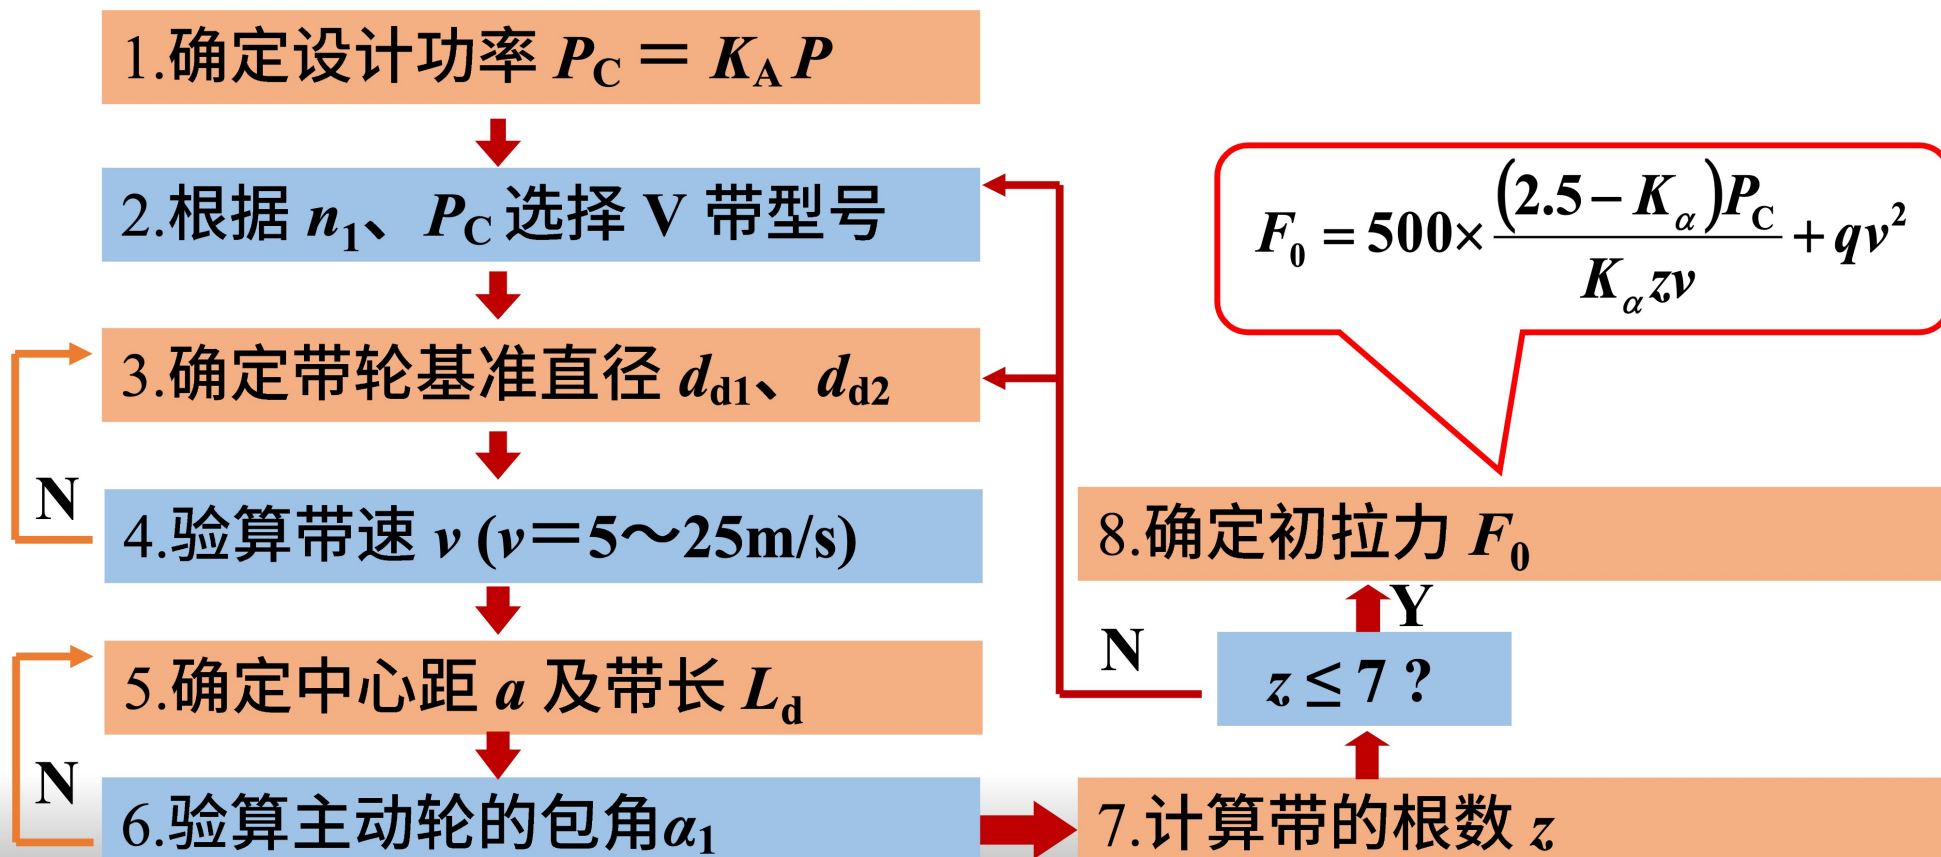 1.确定设计功率 P_C＝ K_A P
2.根据 n_1、P_C 选择 V 带型号
3.确定带轮基准直径 d_d1、d_d2
N
4.验算带速 v (v＝5～25m/s)
5.确定中心距 a 及带长 L_d
N
6.验算主动轮的包角α_1
7.计算带的根数 z
z ≤ 7 ?
N
Y
8.确定初拉力 F_0
F_0 = 500× (2.5 − K_α)P_C / K_α zv + qv²